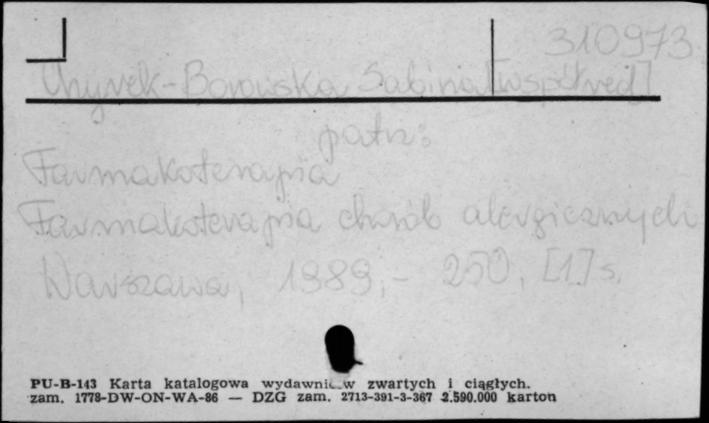 310973
Chyrek-Borowska Sabina [współred]
patrz:
Farmakoterapia
Farmakoterapia chorób alergicznych
Warszawa, 1989,- 250, [1] s.
PU-B-143 Karta katalogowa wydawnic w zwartych i ciągłych.
zam. 1778-DW-ON-WA-86 — DZG zam. 2713-391-3-367 2.590.000 karton